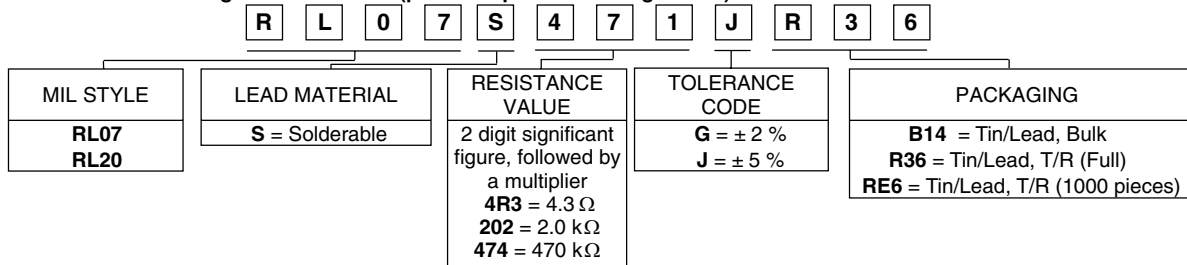 R L 0 7 S 4 7 1 J R 3 6
MIL STYLE
RL07
RL20
LEAD MATERIAL
S = Solderable
RESISTANCE
VALUE
2 digit significant
figure, followed by
a multiplier
4R3 = 4.3 Ω
202 = 2.0 kΩ
474 = 470 kΩ
TOLERANCE
CODE
G = ± 2 %
J = ± 5 %
PACKAGING
B14 = Tin/Lead, Bulk
R36 = Tin/Lead, T/R (Full)
RE6 = Tin/Lead, T/R (1000 pieces)